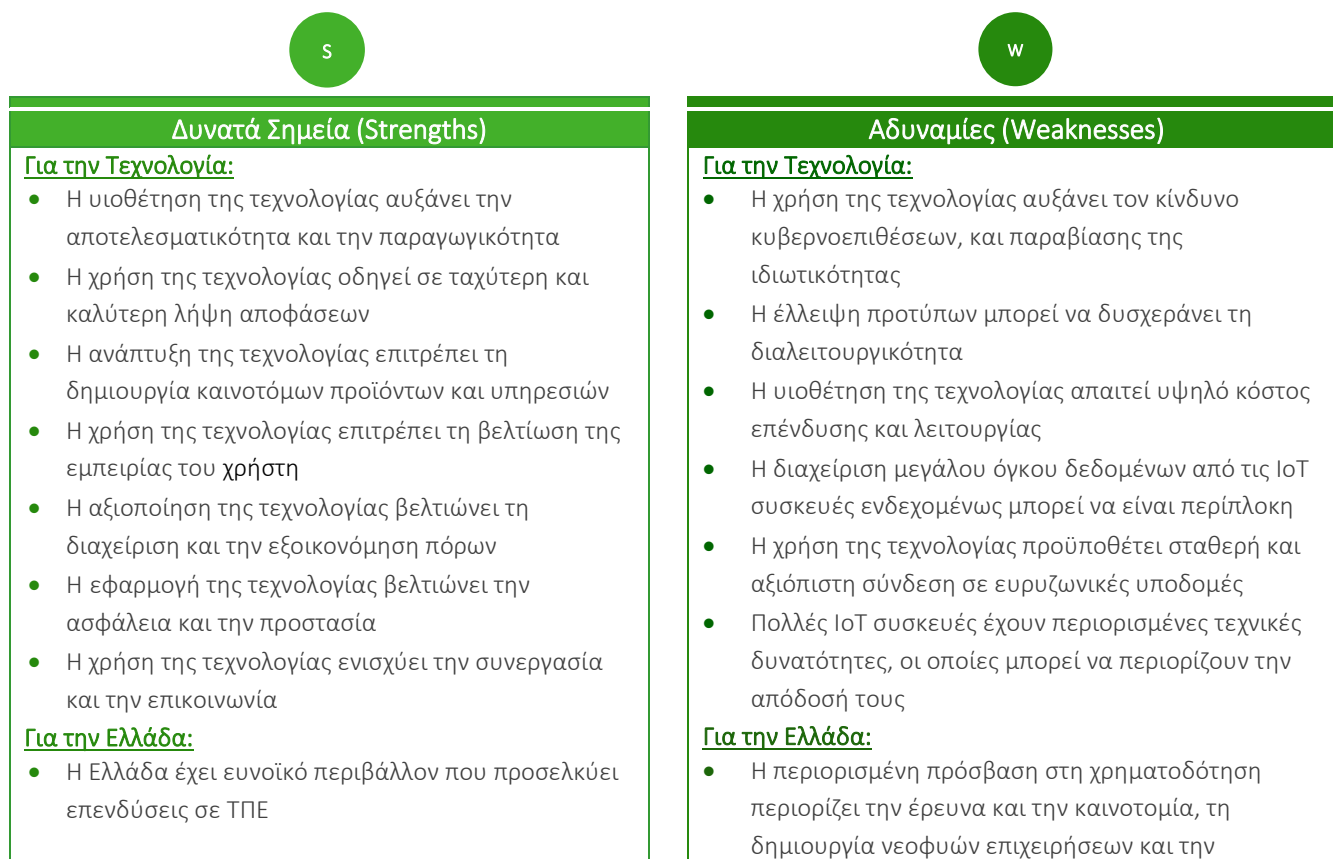 S
Δυνατά Σημεία (Strengths)
Για την Τεχνολογία:
• Η υιοθέτηση της τεχνολογίας αυξάνει την
αποτελεσματικότητα και την παραγωγικότητα
• Η χρήση της τεχνολογίας οδηγεί σε ταχύτερη και
καλύτερη λήψη αποφάσεων
• Η ανάπτυξη της τεχνολογίας επιτρέπει τη
δημιουργία καινοτόμων προϊόντων και υπηρεσιών
• Η χρήση της τεχνολογίας επιτρέπει τη βελτίωση της
εμπειρίας του χρήστη
• Η αξιοποίηση της τεχνολογίας βελτιώνει τη
διαχείριση και την εξοικονόμηση πόρων
• Η εφαρμογή της τεχνολογίας βελτιώνει την
ασφάλεια και την προστασία
• Η χρήση της τεχνολογίας ενισχύει την συνεργασία
και την επικοινωνία
Για την Ελλάδα:
• Η Ελλάδα έχει ευνοϊκό περιβάλλον που προσελκύει
επενδύσεις σε ΤΠΕ
W
Αδυναμίες (Weaknesses)
Για την Τεχνολογία:
• Η χρήση της τεχνολογίας αυξάνει τον κίνδυνο
κυβερνοεπιθέσεων, και παραβίασης της
ιδιωτικότητας
• Η έλλειψη προτύπων μπορεί να δυσχεράνει τη
διαλειτουργικότητα
• Η υιοθέτηση της τεχνολογίας απαιτεί υψηλό κόστος
επένδυσης και λειτουργίας
• Η διαχείριση μεγάλου όγκου δεδομένων από τις IoT
συσκευές ενδεχομένως μπορεί να είναι περίπλοκη
• Η χρήση της τεχνολογίας προϋποθέτει σταθερή και
αξιόπιστη σύνδεση σε ευρυζωνικές υποδομές
• Πολλές IoT συσκευές έχουν περιορισμένες τεχνικές
δυνατότητες, οι οποίες μπορεί να περιορίζουν την
απόδοσή τους
Για την Ελλάδα:
• Η περιορισμένη πρόσβαση στη χρηματοδότηση
περιορίζει την έρευνα και την καινοτομία, τη
δημιουργία νεοφυών επιχειρήσεων και την